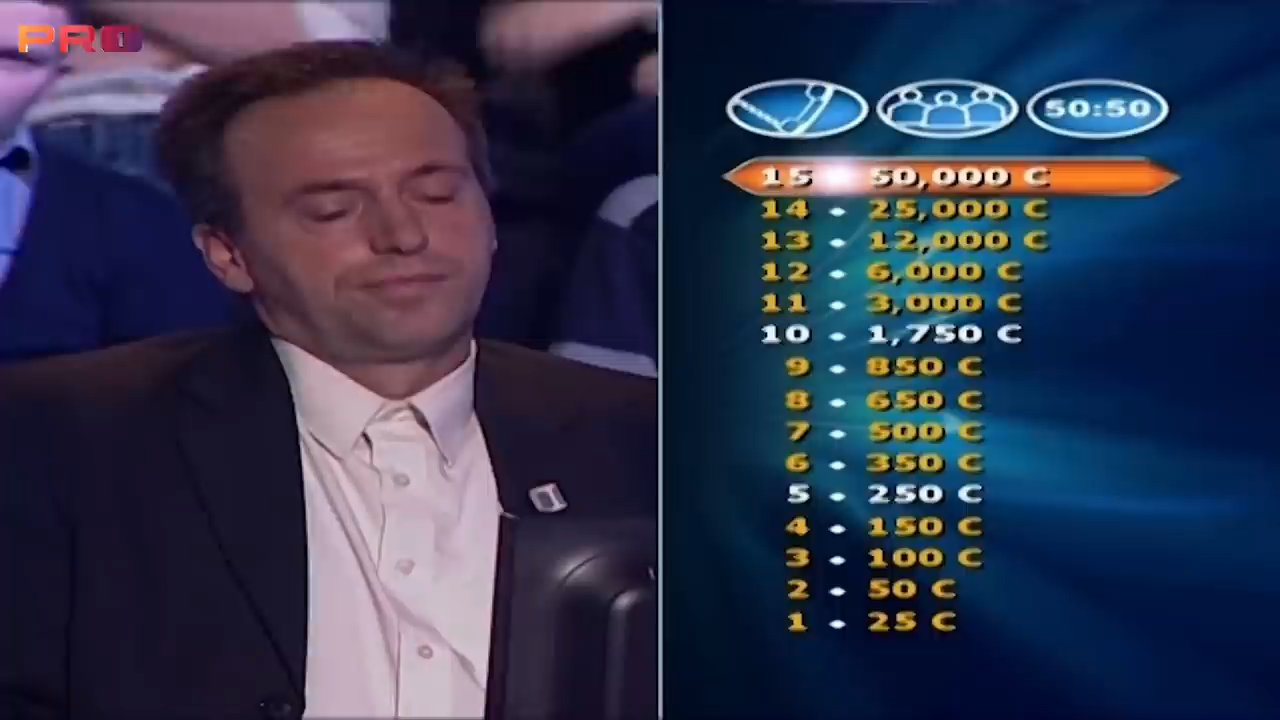 PRO1
50:50
15 50,000 C
14 • 25,000 C
13 • 12,000 C
12 • 6,000 C
11 • 3,000 C
10 • 1,750 C
9 • 850 C
8 • 650 C
7 • 500 C
6 • 350 C
5 • 250 C
4 • 150 C
3 • 100 C
2 • 50 C
1 • 25 C